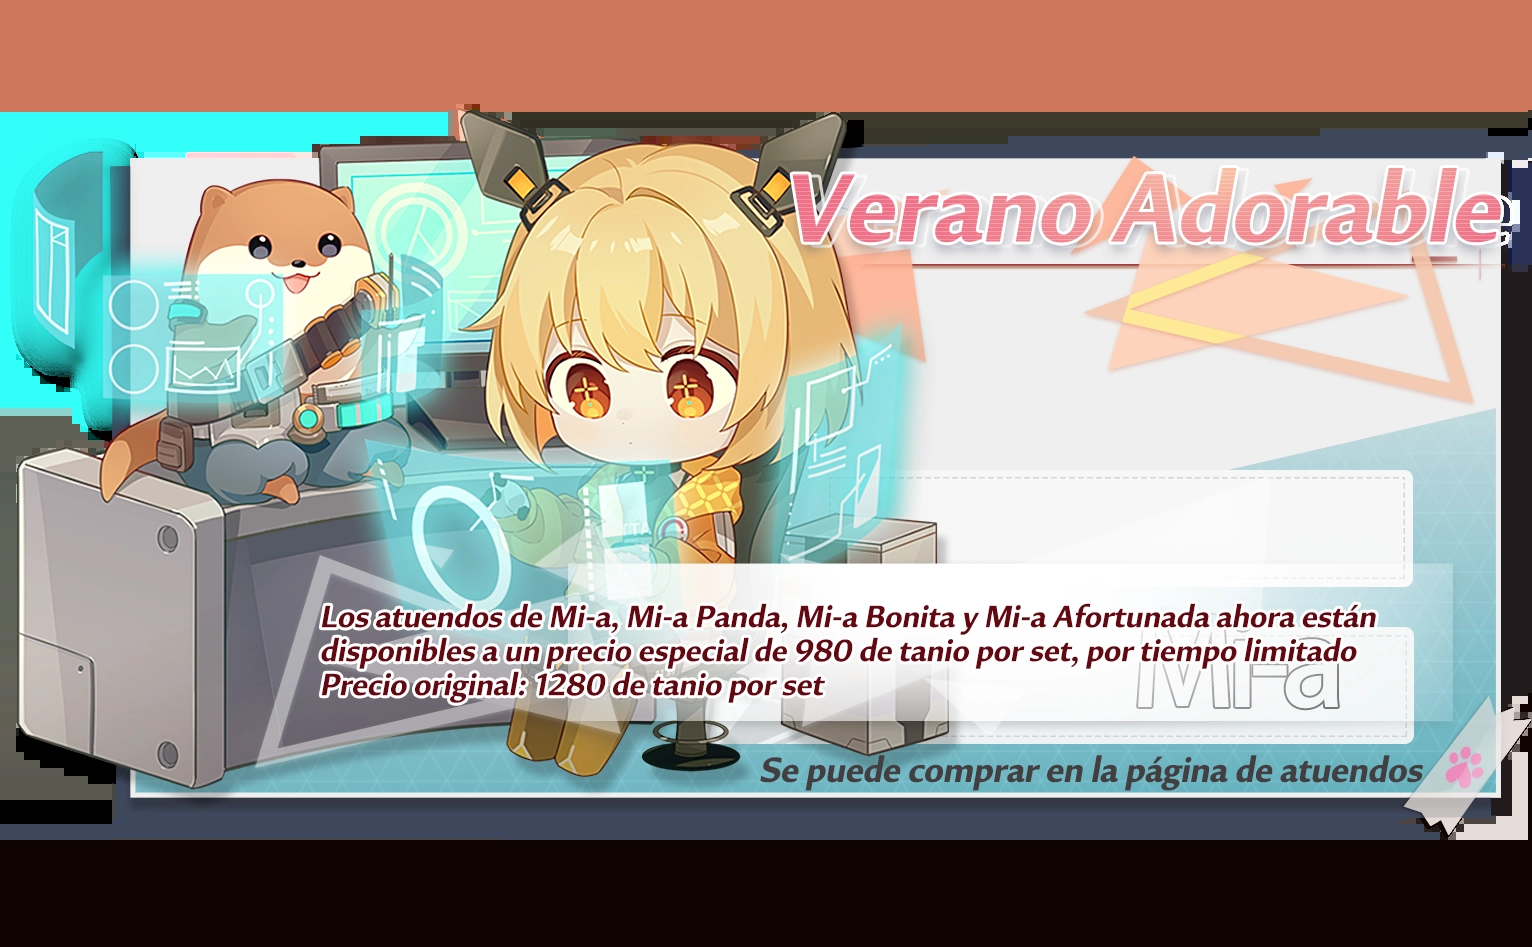 Verano Adorable
Los atuendos de Mi-a, Mi-a Panda, Mi-a Bonita y Mi-a Afortunada ahora están
disponibles a un precio especial de 980 de tanio por set, por tiempo limitado
Precio original: 1280 de tanio por set
Mi-a
Se puede comprar en la página de atuendos